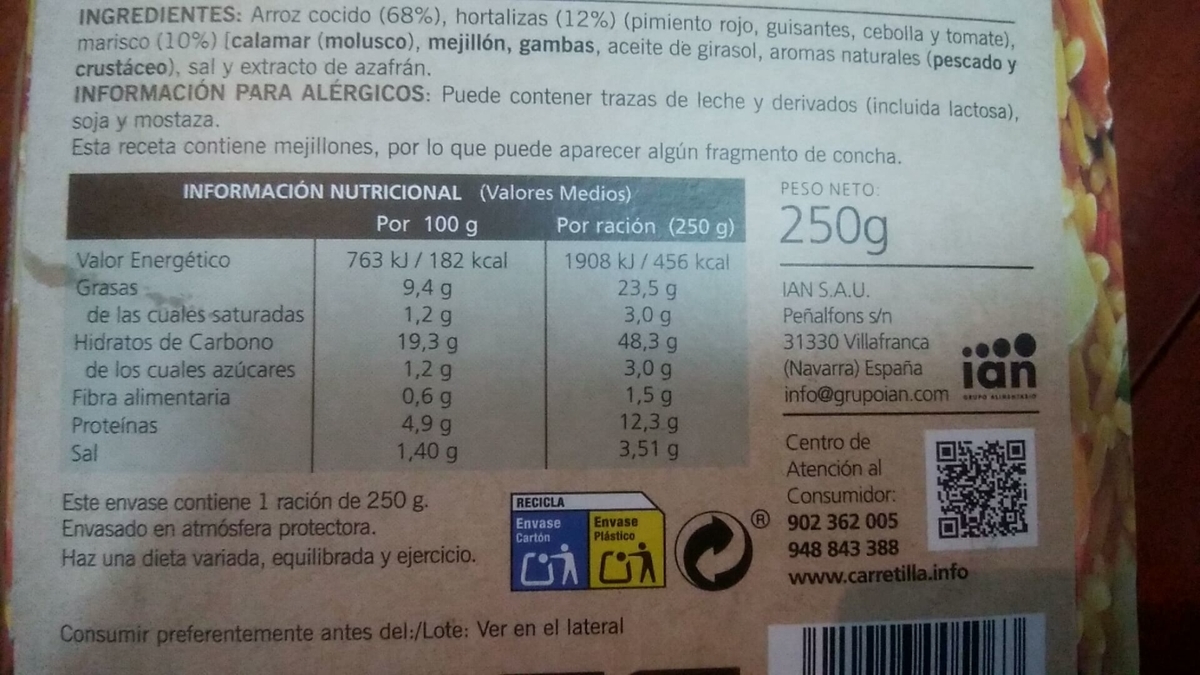 INGREDIENTES: Arroz cocido (68%), hortalizas (12%) (pimiento rojo, guisantes, cebolla y tomate),
marisco (10%) [calamar (molusco), mejillón, gambas, aceite de girasol, aromas naturales (pescado y
crustáceo), sal y extracto de azafrán.
INFORMACIÓN PARA ALÉRGICOS: Puede contener trazas de leche y derivados (incluida lactosa),
soja y mostaza.
Esta receta contiene mejillones, por lo que puede aparecer algún fragmento de concha.
INFORMACIÓN NUTRICIONAL (Valores Medios)
Por 100 g Por ración (250 g)
Valor Energético 763 kJ / 182 kcal 1908 kJ / 456 kcal
Grasas 9,4 g 23,5 g
de las cuales saturadas 1,2 g 3,0 g
Hidratos de Carbono 19,3 g 48,3 g
de los cuales azúcares 1,2 g 3,0 g
Fibra alimentaria 0,6 g 1,5 g
Proteínas 4,9 g 12,3 g
Sal 1,40 g 3,51 g
PESO NETO:
250g
IAN S.A.U.
Peñalfons s/n
31330 Villafranca
(Navarra) España
info@grupoian.com
ian
GRUPO ALIMENTARIO
Centro de
Atención al
Consumidor:
902 362 005
948 843 388
www.carretilla.info
Este envase contiene 1 ración de 250 g.
Envasado en atmósfera protectora.
Haz una dieta variada, equilibrada y ejercicio.
RECICLA
Envase
Cartón
Envase
Plástico
®
Consumir preferentemente antes del:/Lote: Ver en el lateral